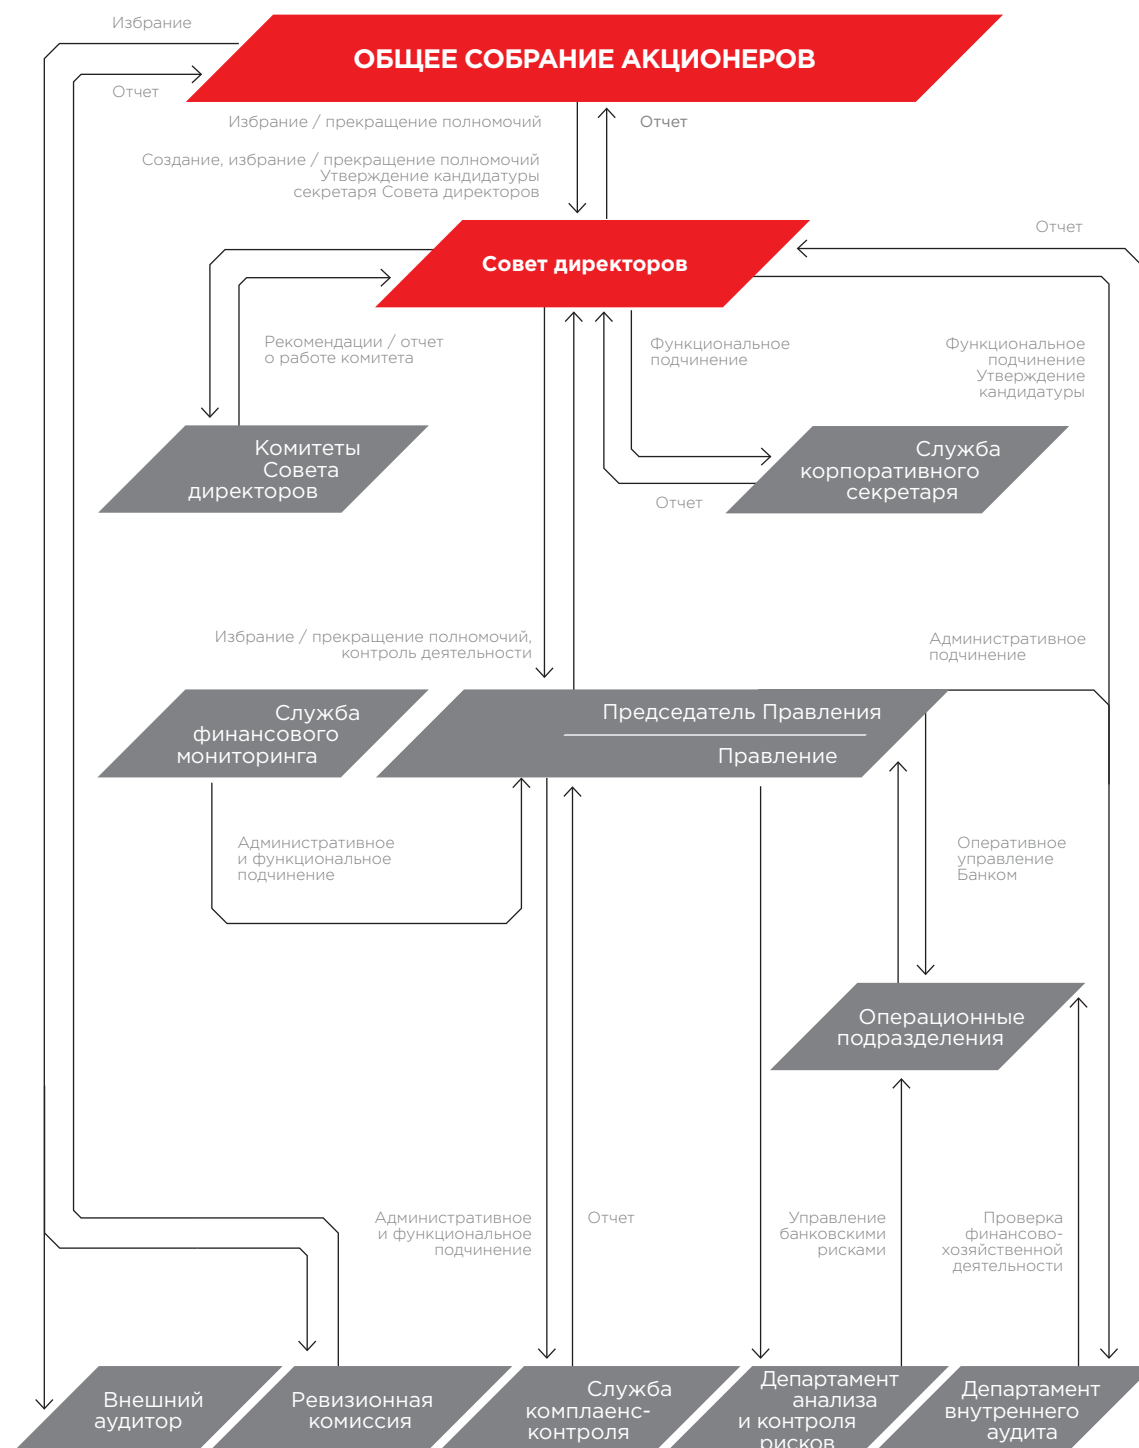 Избрание
ОБЩЕЕ СОБРАНИЕ АКЦИОНЕРОВ
Отчет
Избрание / прекращение полномочий
Отчет
Создание, избрание / прекращение полномочий
Утверждение кандидатуры
секретаря Совета директоров
Отчет
Совет директоров
Рекомендации / отчет
о работе комитета
Функциональное
подчинение
Функциональное
подчинение
Утверждение
кандидатуры
Комитеты
Совета
директоров
Служба
корпоративного
секретаря
Отчет
Избрание / прекращение полномочий,
контроль деятельности
Административное
подчинение
Служба
финансового
мониторинга
Председатель Правления
Правление
Административное
и функциональное
подчинение
Оперативное
управление
Банком
Операционные
подразделения
Административное
и функциональное
подчинение
Отчет
Управление
банковскими
рисками
Проверка
финансово-
хозяйственной
деятельности
Внешний
аудитор
Ревизионная
комиссия
Служба
комплаенс-
контроля
Департамент
анализа
и контроля
рисков
Департамент
внутреннего
аудита